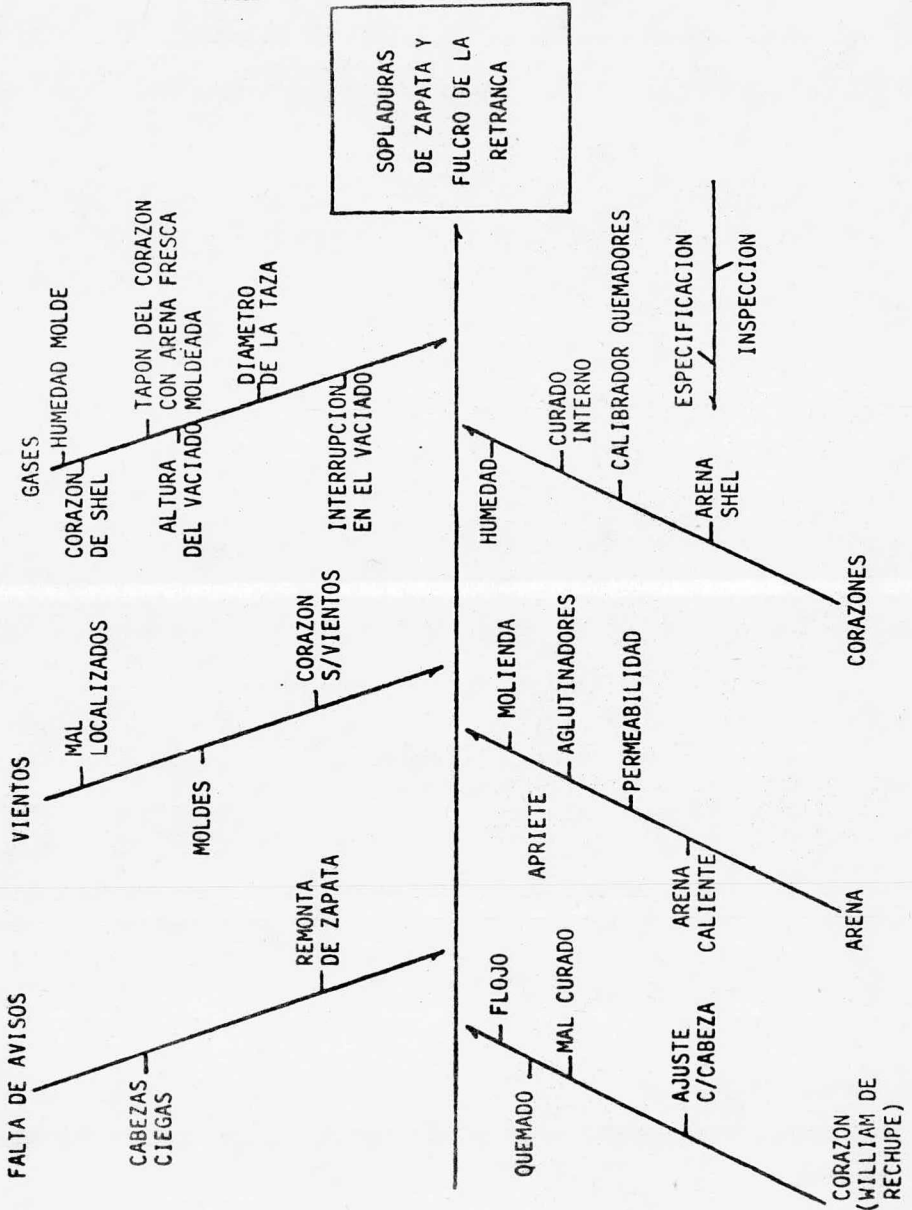 FALTA DE AVISOS
CABEZAS
CIEGAS
REMONTA
DE ZAPATA
VIENTOS
MAL
LOCALIZADOS
MOLDES
CORAZON
S/VIENTOS
GASES
HUMEDAD MOLDE
CORAZON
DE SHEL
TAPON DEL CORAZON
CON ARENA FRESCA
MOLDEADA
ALTURA
DEL VACIADO
DIAMETRO
DE LA TAZA
INTERRUPCION
EN EL VACIADO
SOPLADURAS
DE ZAPATA Y
FULCRO DE LA
RETRANCA
FLOJO
QUEMADO
MAL CURADO
AJUSTE
C/CABEZA
CORAZON
(WILLIAM DE
RECHUPE)
MOLIENDA
APRIETE
AGLUTINADORES
PERMEABILIDAD
ARENA
CALIENTE
ARENA
HUMEDAD
CURADO
INTERNO
CALIBRADOR QUEMADORES
ARENA
SHEL
CORAZONES
ESPECIFICACION
INSPECCION